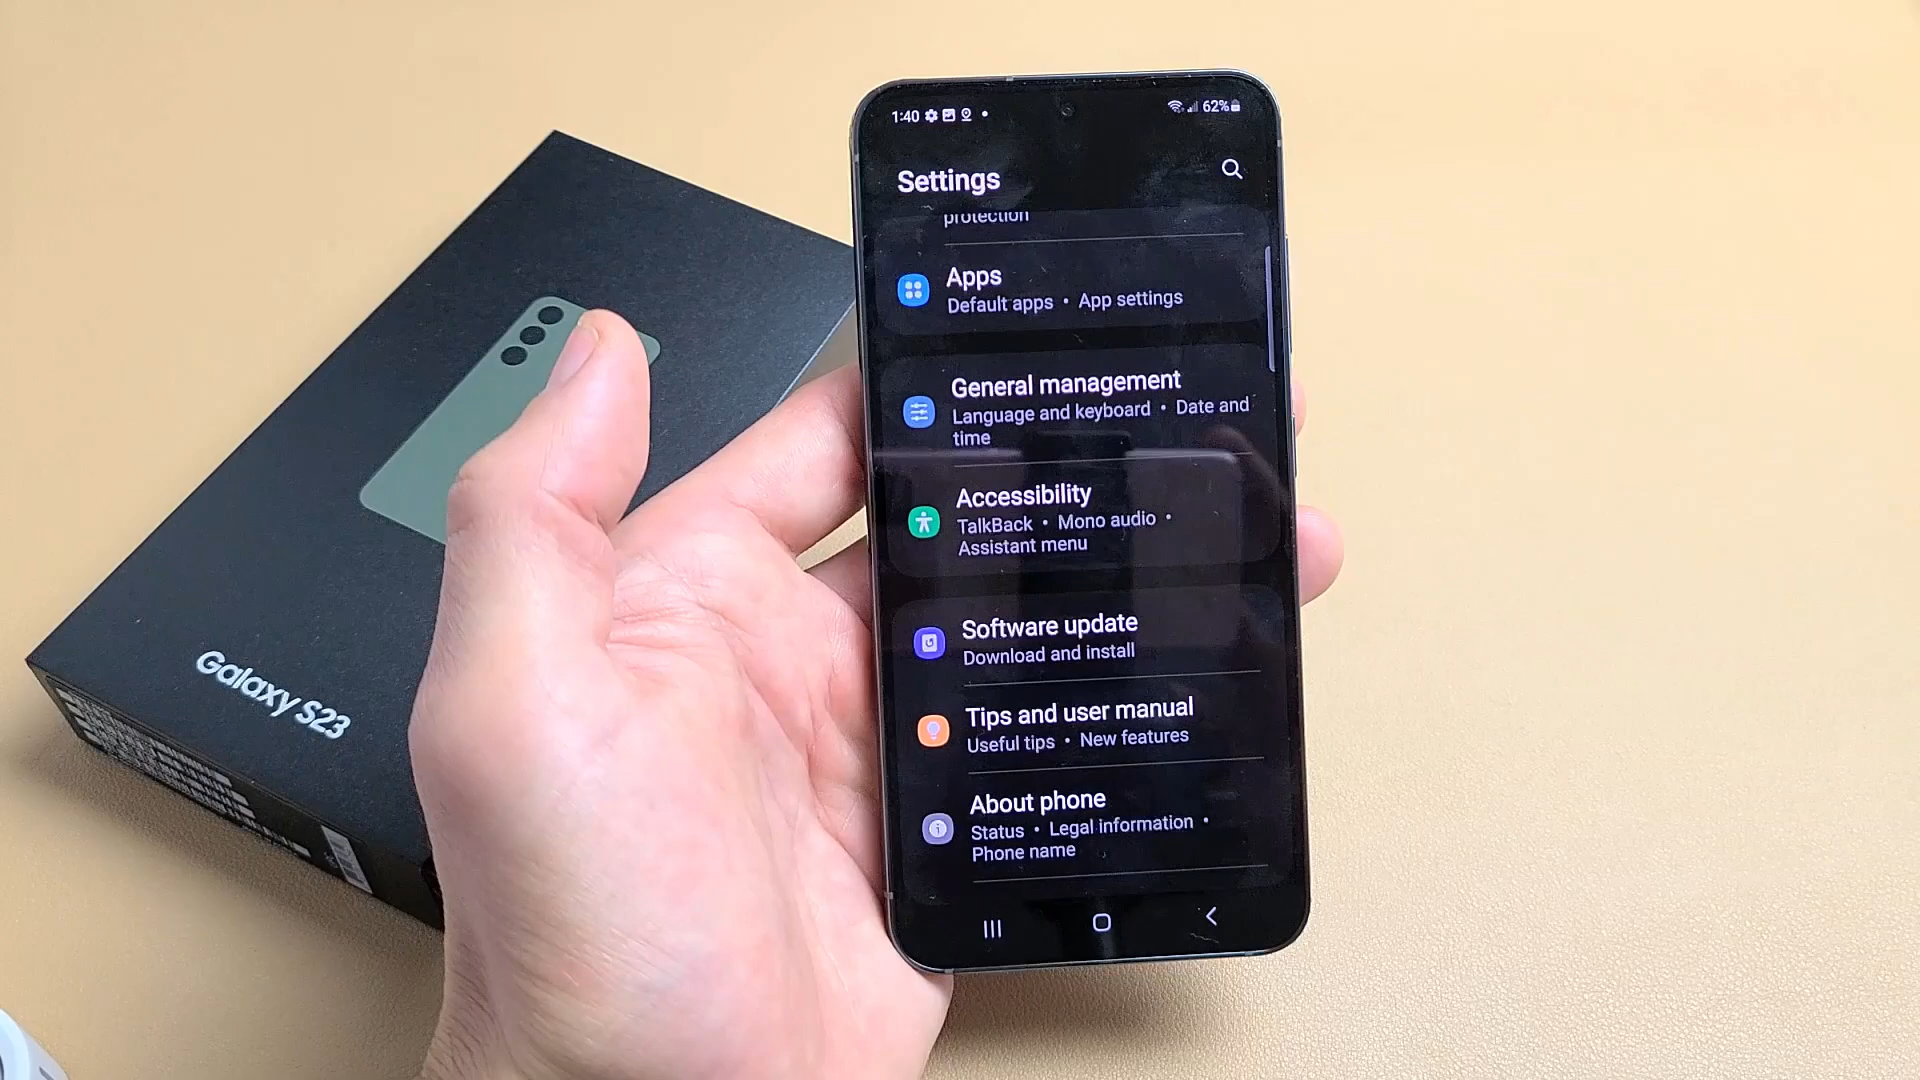 1:40
62%
Settings
protection
Apps
Default apps • App settings
General management
Language and keyboard • Date and
time
Accessibility
TalkBack • Mono audio •
Assistant menu
Software update
Download and install
Tips and user manual
Useful tips • New features
About phone
Status • Legal information •
Phone name
Galaxy S23